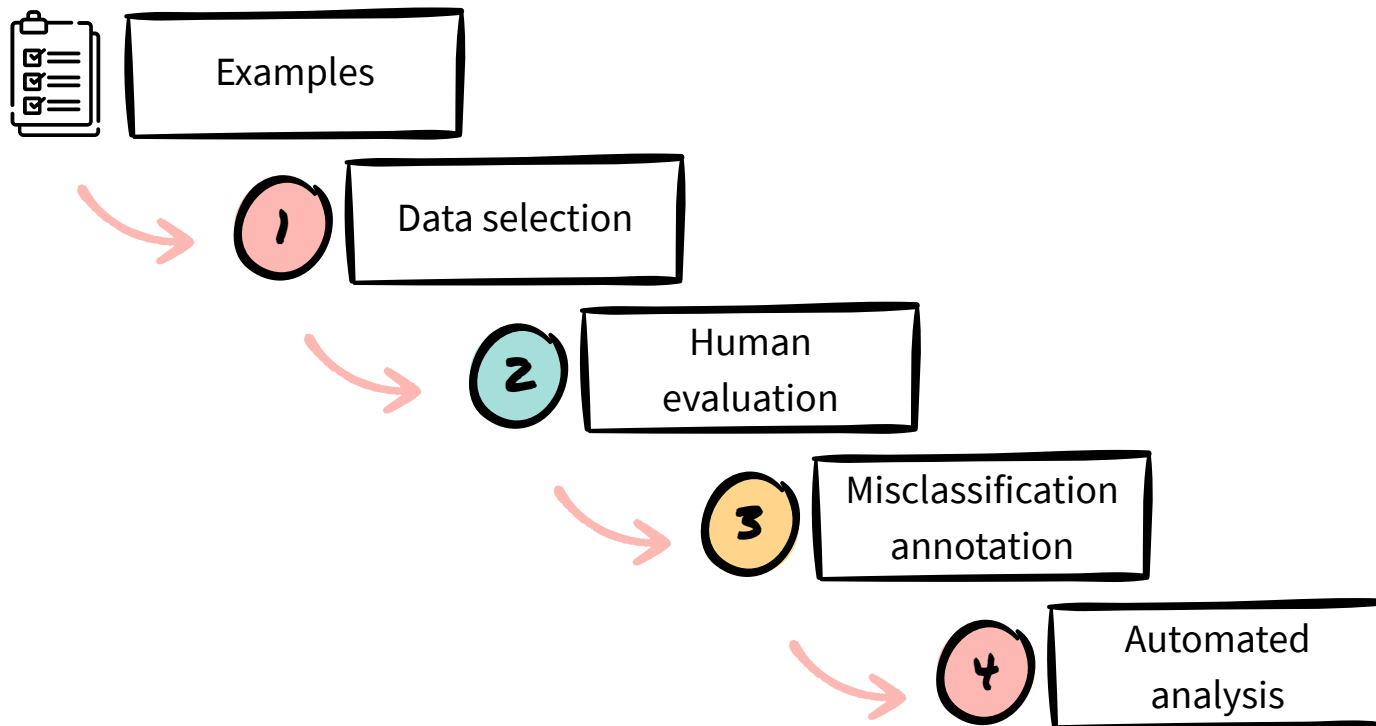 Examples
1
Data selection
2
Human
evaluation
3
Misclassification
annotation
4
Automated
analysis